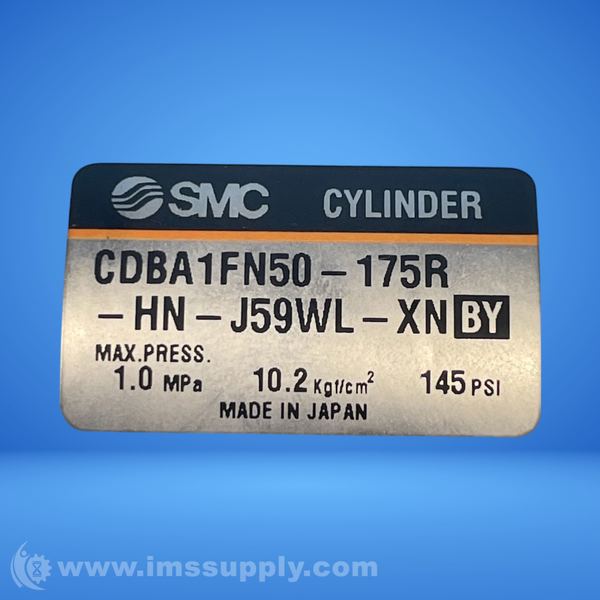 SMC CYLINDER
CDBA1FN50-175R
-HN-J59WL-XN BY
MAX.PRESS.
1.0 MPa 10.2 Kgf/cm² 145 PSI
MADE IN JAPAN
www.imssupply.com